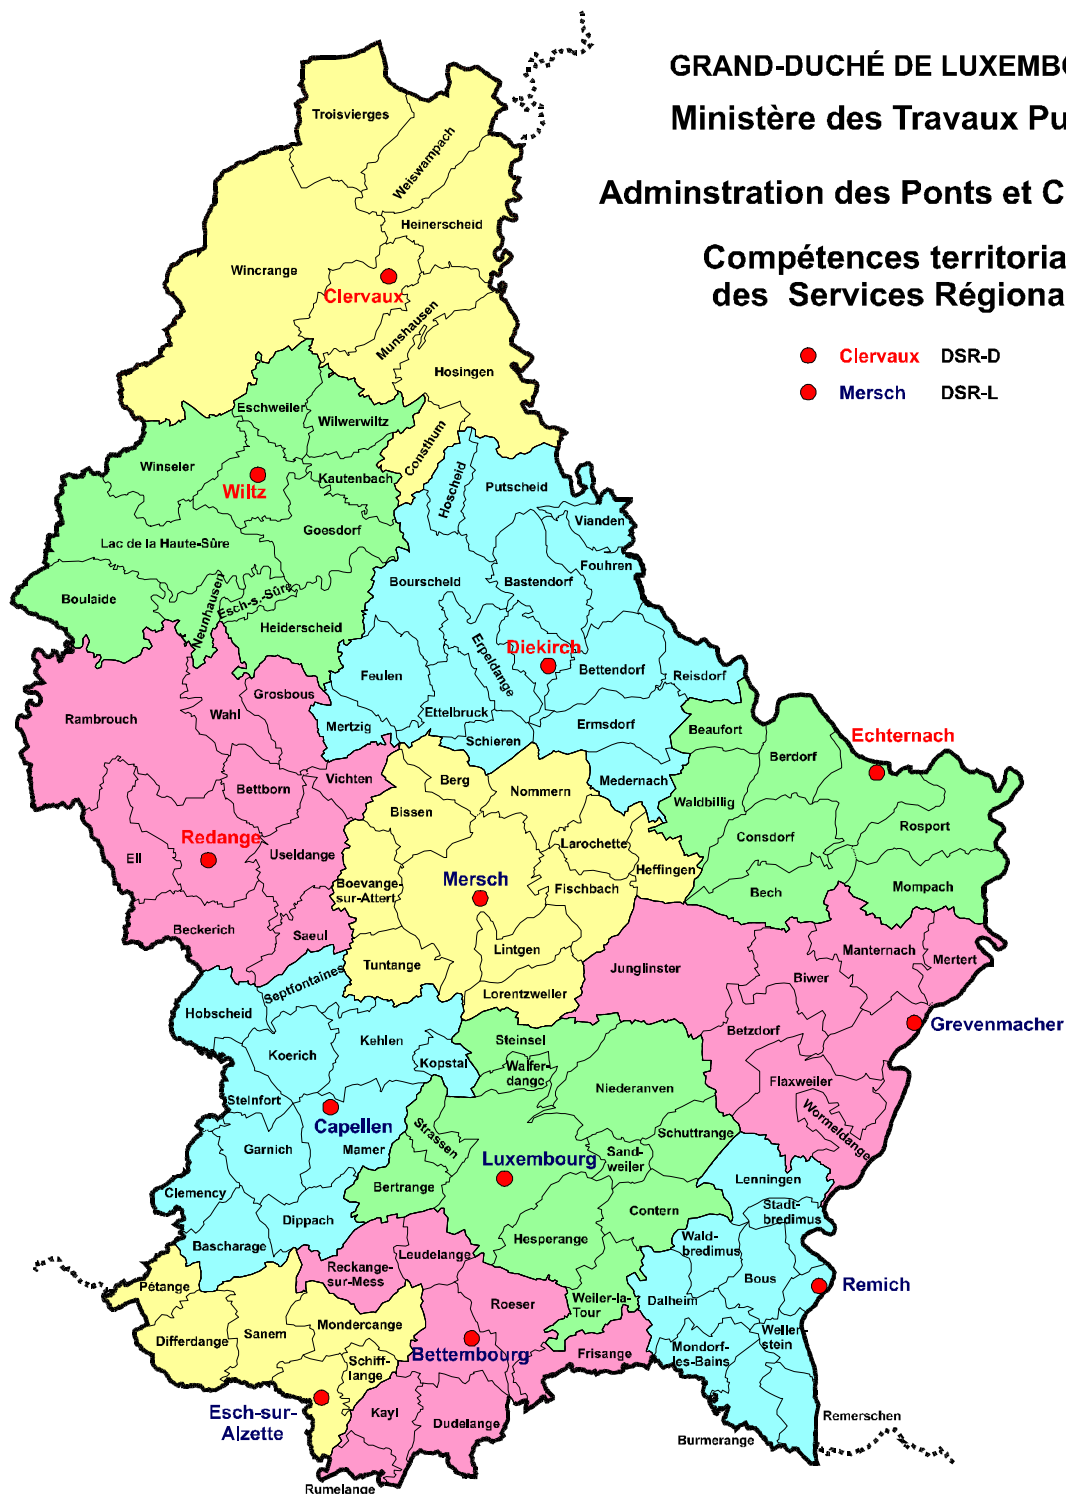 GRAND-DUCHÉ DE LUXEMBO
Ministère des Travaux Pu
Adminstration des Ponts et C
Compétences territoria
des Services Régiona
Clervaux DSR-D
Mersch DSR-L
Troisvierges
Weiswampach
Heinerscheid
Wincrange
Clervaux
Munshausen
Hosingen
Eschweiler
Wilwerwiltz
Consthum
Winseler
Kautenbach
Wiltz
Hoscheid
Putscheid
Vianden
Goesdorf
Lac de la Haute-Sûre
Fouhren
Bourscheid
Bastendorf
Boulaide
Neunhausen
Esch-s.-Sûre
Heiderscheid
Erpeldange
Diekirch
Bettendorf
Reisdorf
Feulen
Grosbous
Wahl
Rambrouch
Mertzig
Ettelbruck
Schieren
Ermsdorf
Beaufort
Echternach
Berdorf
Vichten
Berg
Nommern
Medernach
Bettborn
Bissen
Waldbillig
Rosport
Consdorf
Redange
Ell
Useldange
Larochette
Heffingen
Boevange-
sur-Attert
Mersch
Fischbach
Bech
Mompach
Beckerich
Saeul
Lintgen
Tuntange
Manternach
Mertert
Junglinster
Biwer
Septfontaines
Hobscheid
Lorentzweiler
Betzdorf
Grevenmacher
Kehlen
Koerich
Kopstal
Steinsel
Walfer-
dange
Niederanven
Flaxweiler
Wormeldange
Steinfort
Capellen
Mamer
Garnich
Strassen
Luxembourg
Sand-
weiler
Schuttrange
Lenningen
Clemency
Bertrange
Contern
Stadt-
bredimus
Dippach
Bascharage
Hesperange
Wald-
bredimus
Leudelange
Reckange-
sur-Mess
Bous
Remich
Pétange
Roeser
Weiler-la-
Tour
Dalheim
Differdange
Sanem
Mondercange
Schiff-
lange
Bettembourg
Frisange
Mondorf-
les-Bains
Wellen-
stein
Esch-sur-
Alzette
Kayl
Dudelange
Remerschen
Burmerange
Rumelange